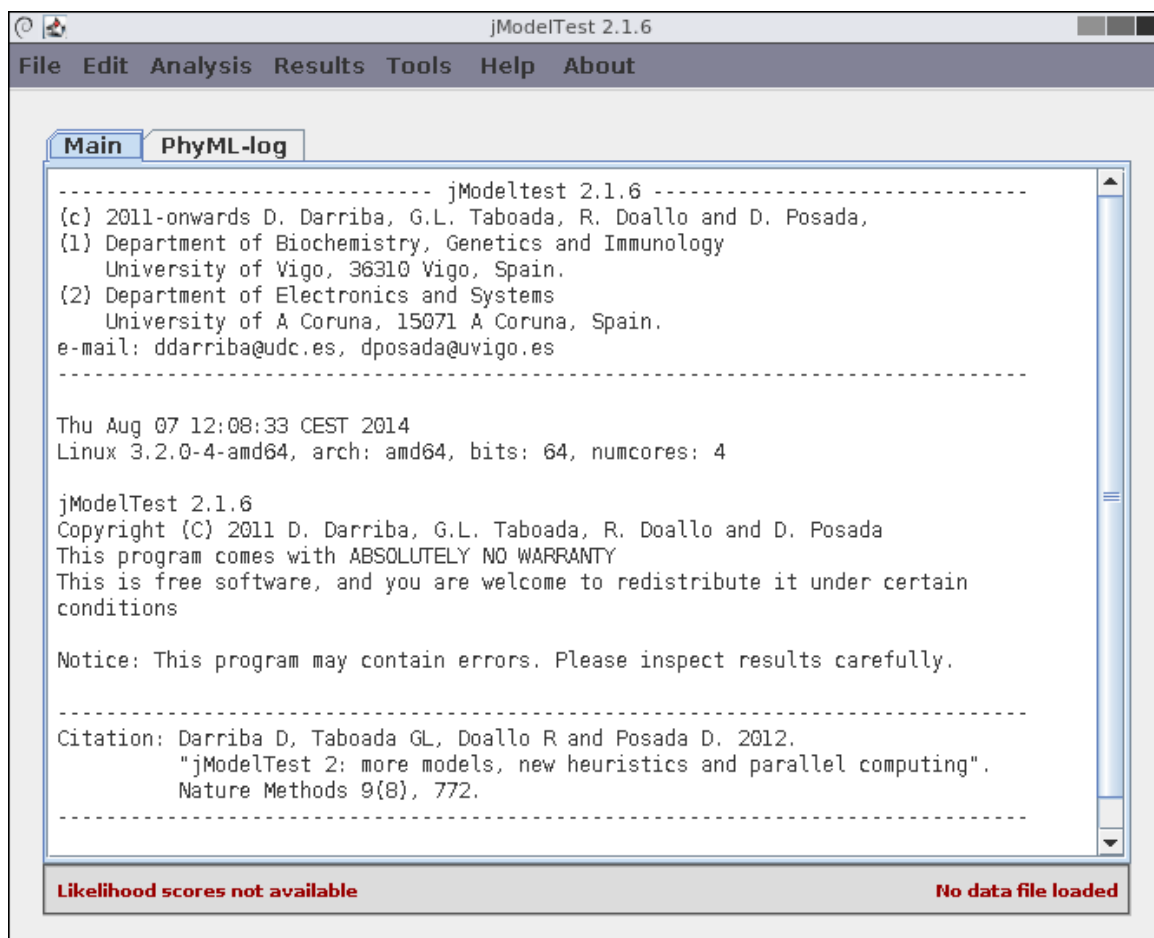 jModelTest 2.1.6
File Edit Analysis Results Tools Help About
Main PhyML-log
-------------------------------- jModeltest 2.1.6 -------------------------------
(c) 2011-onwards D. Darriba, G.L. Taboada, R. Doallo and D. Posada,
(1) Department of Biochemistry, Genetics and Immunology
University of Vigo, 36310 Vigo, Spain.
(2) Department of Electronics and Systems
University of A Coruna, 15071 A Coruna, Spain.
e-mail: ddarriba@udc.es, dposada@uvigo.es
---------------------------------------------------------------------------------
Thu Aug 07 12:08:33 CEST 2014
Linux 3.2.0-4-amd64, arch: amd64, bits: 64, numcores: 4
jModelTest 2.1.6
Copyright (C) 2011 D. Darriba, G.L. Taboada, R. Doallo and D. Posada
This program comes with ABSOLUTELY NO WARRANTY
This is free software, and you are welcome to redistribute it under certain
conditions
Notice: This program may contain errors. Please inspect results carefully.
---------------------------------------------------------------------------------
Citation: Darriba D, Taboada GL, Doallo R and Posada D. 2012.
"jModelTest 2: more models, new heuristics and parallel computing".
Nature Methods 9(8), 772.
---------------------------------------------------------------------------------
Likelihood scores not available No data file loaded